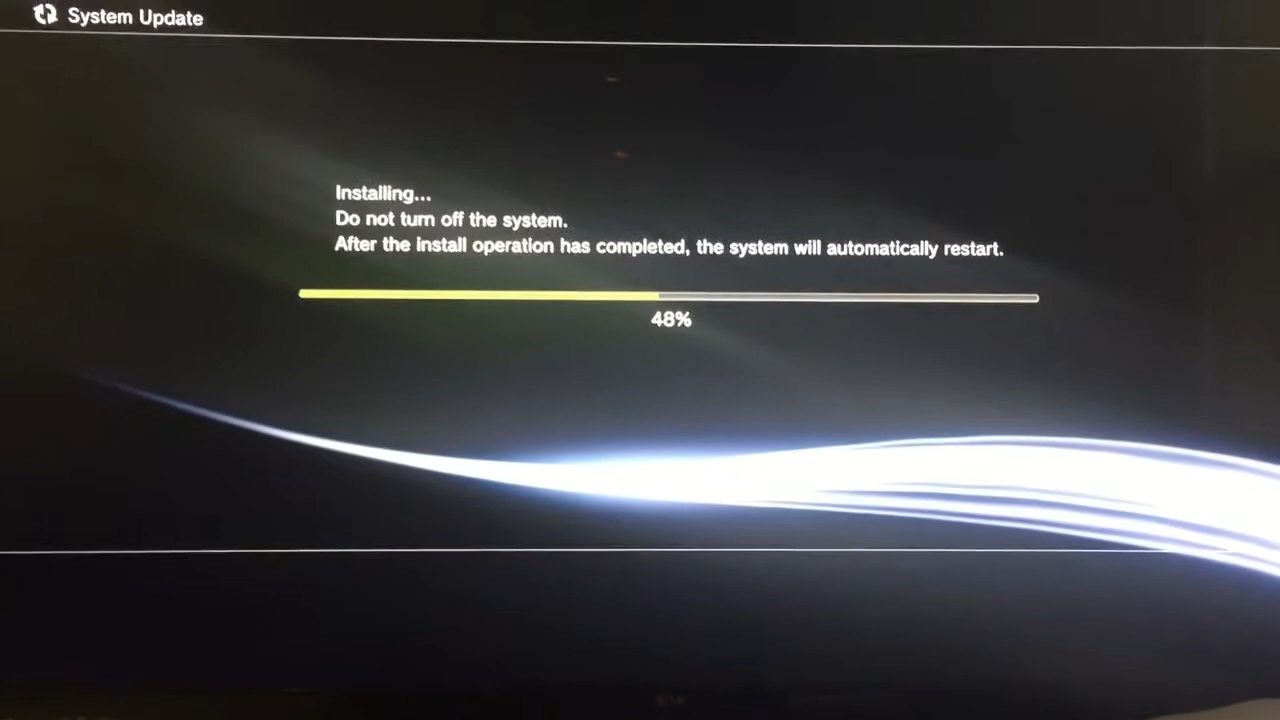 System Update
Installing...
Do not turn off the system.
After the install operation has completed, the system will automatically restart.
48%